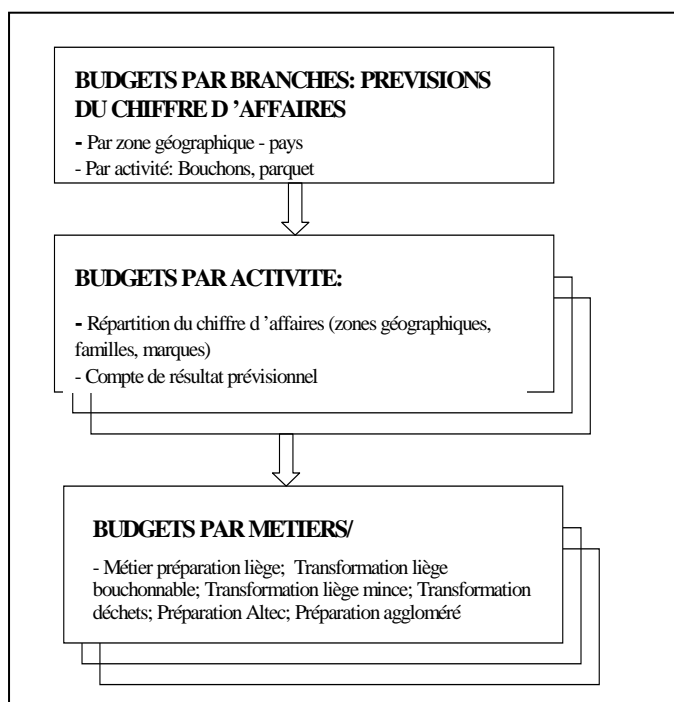 BUDGETS PAR BRANCHES: PREVISIONS
DU CHIFFRE D ’AFFAIRES
- Par zone géographique - pays
- Par activité: Bouchons, parquet
BUDGETS PAR ACTIVITE:
- Répartition du chiffre d ’affaires (zones géographiques,
familles, marques)
- Compte de résultat prévisionnel
BUDGETS PAR METIERS/
- Métier préparation liège; Transformation liège
bouchonnable; Transformation liège mince; Transformation
déchets; Préparation Altec; Préparation aggloméré